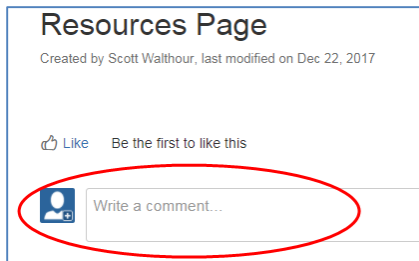 Resources Page
Created by Scott Walthour, last modified on Dec 22, 2017
Like Be the first to like this
Write a comment...